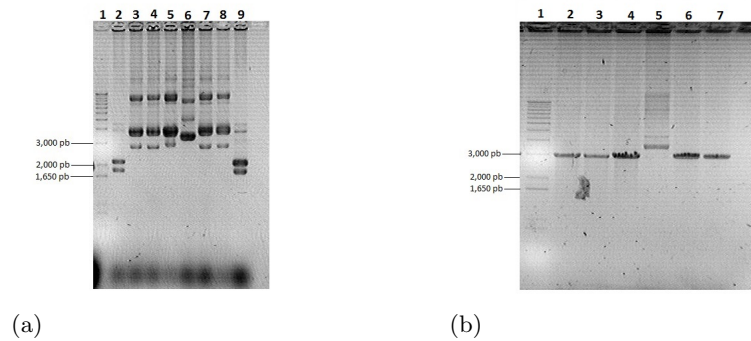 1 2 3 4 5 6 7 8 9
3,000 pb
2,000 pb
1,650 pb
(a)
1 2 3 4 5 6 7
3,000 pb
2,000 pb
1,650 pb
(b)